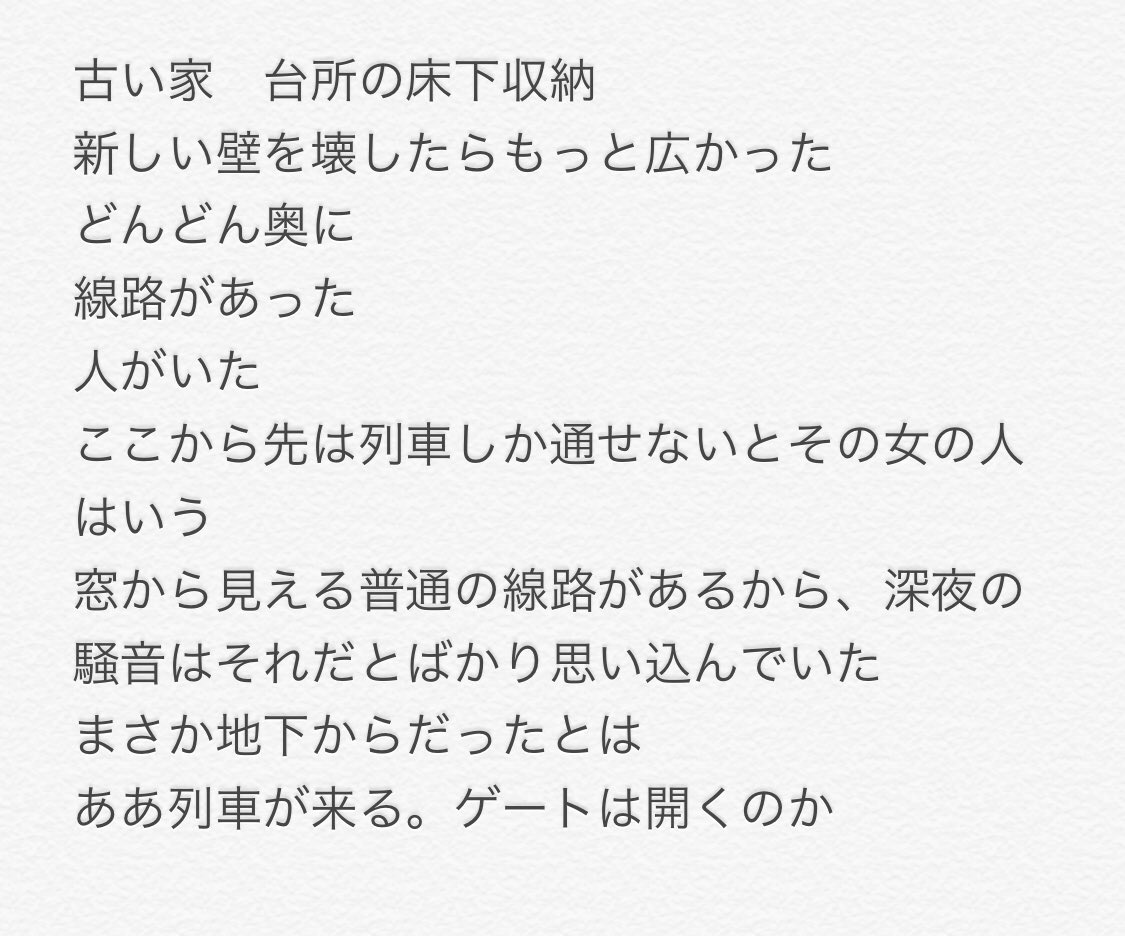 古い家　台所の床下収納
新しい壁を壊したらもっと広かった
どんどん奥に
線路があった
人がいた
ここから先は列車しか通せないとその女の人
はいう
窓から見える普通の線路があるから、深夜の
騒音はそれだとばかり思い込んでいた
まさか地下からだったとは
ああ列車が来る。ゲートは開くのか